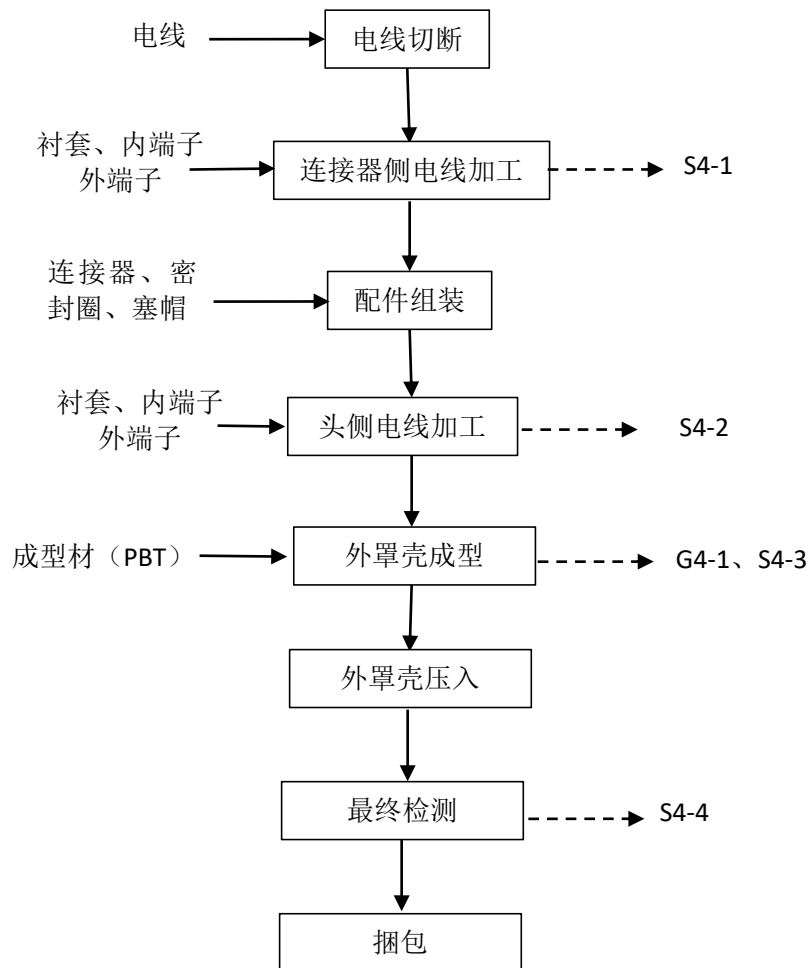 电线
电线切断
衬套、内端子
外端子
连接器侧电线加工
S4-1
连接器、密
封圈、塞帽
配件组装
衬套、内端子
外端子
头侧电线加工
S4-2
成型材（PBT）
外罩壳成型
G4-1、S4-3
外罩壳压入
最终检测
S4-4
捆包